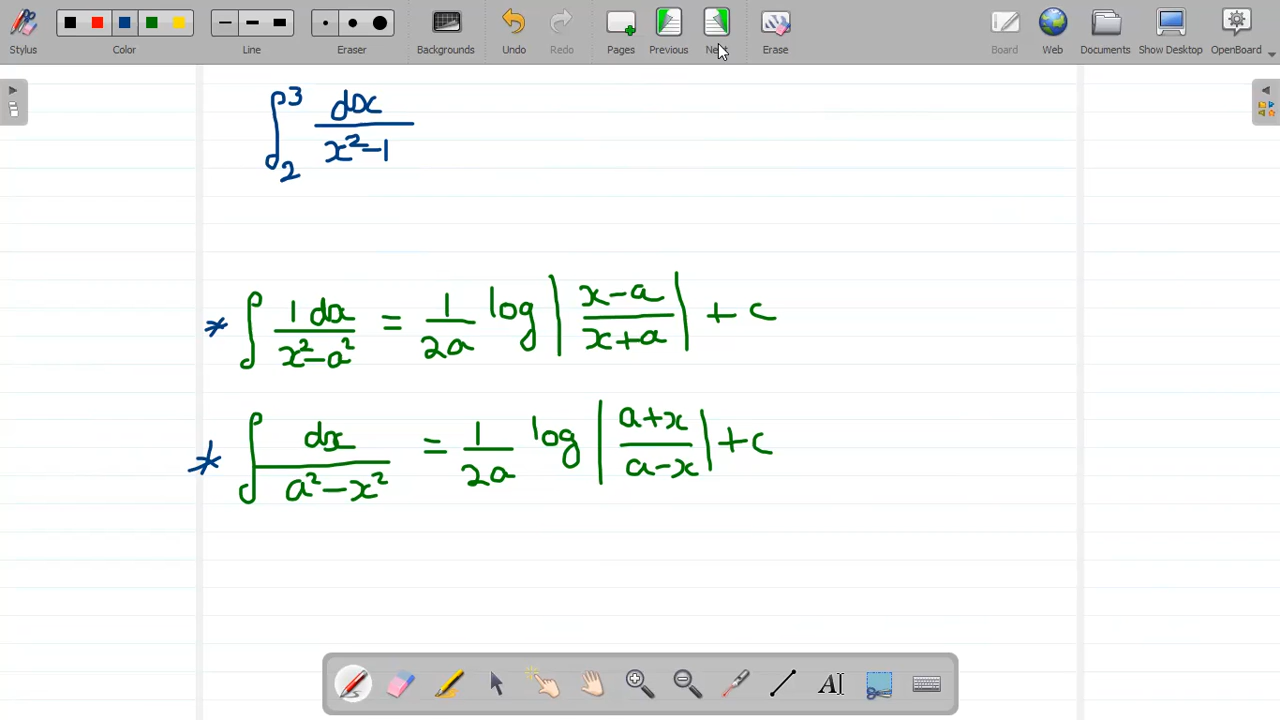 Stylus Color Line Eraser Backgrounds Undo Redo Pages Previous Erase Board Web Documents Show Desktop OpenBoard
∫₂³ dx/(x²-1)
* ∫ 1 dx/(x²-a²) = 1/2a log |(x-a)/(x+a)| + c
* ∫ dx/(a²-x²) = 1/2a log |(a+x)/(a-x)| + c